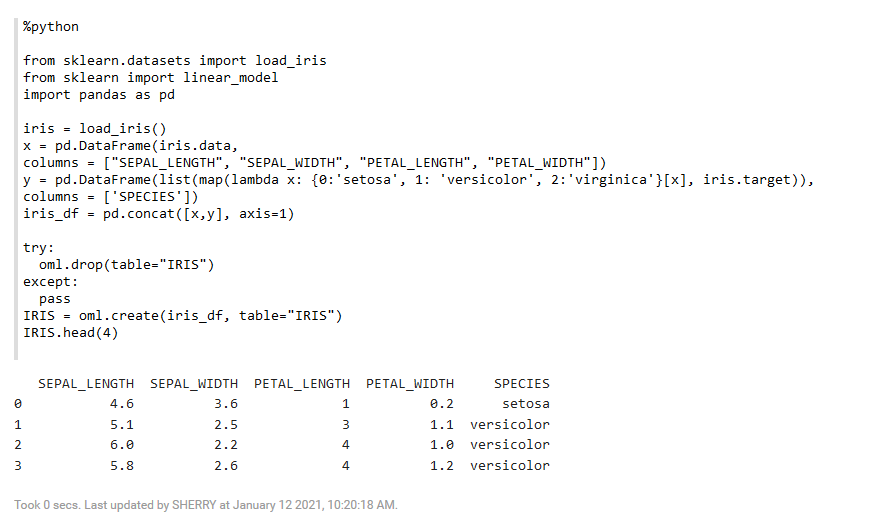 %python
from sklearn.datasets import load_iris
from sklearn import linear_model
import pandas as pd
iris = load_iris()
x = pd.DataFrame(iris.data,
columns = ["SEPAL_LENGTH", "SEPAL_WIDTH", "PETAL_LENGTH", "PETAL_WIDTH"])
y = pd.DataFrame(list(map(lambda x: {0:'setosa', 1: 'versicolor', 2:'virginica'}[x], iris.target)),
columns = ['SPECIES'])
iris_df = pd.concat([x,y], axis=1)
try:
  oml.drop(table="IRIS")
except:
  pass
IRIS = oml.create(iris_df, table="IRIS")
IRIS.head(4)
   SEPAL_LENGTH  SEPAL_WIDTH  PETAL_LENGTH  PETAL_WIDTH     SPECIES
0           4.6          3.6             1          0.2      setosa
1           5.1          2.5             3          1.1  versicolor
2           6.0          2.2             4          1.0  versicolor
3           5.8          2.6             4          1.2  versicolor
Took 0 secs. Last updated by SHERRY at January 12 2021, 10:20:18 AM.